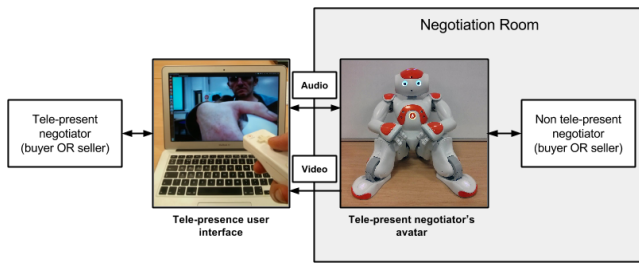 Negotiation Room
Audio
Tele-present
negotiator
(buyer OR seller)
Non tele-present
negotiator
(buyer OR seller)
Video
Tele-presence user
interface
Tele-present negotiator's
avatar